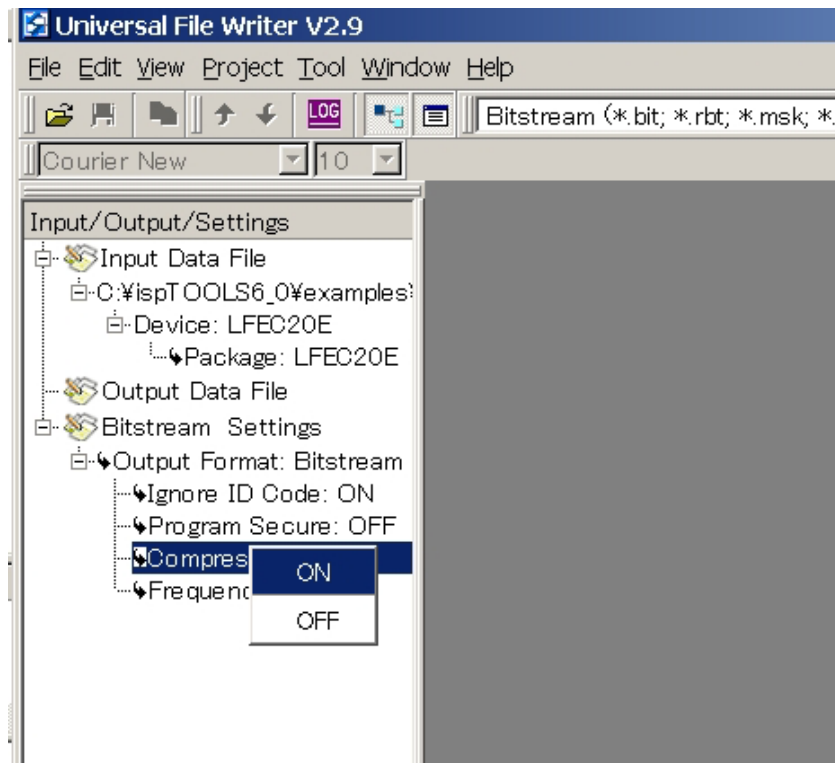 Universal File Writer V2.9
File Edit View Project Tool Window Help
LOG Bitstream (*.bit; *.rbt; *.msk; *.
Courier New 10
Input/Output/Settings
Input Data File
C:¥ispTOOLS6_0¥examples¥
Device: LFEC20E
Package: LFEC20E
Output Data File
Bitstream Settings
Output Format: Bitstream
Ignore ID Code: ON
Program Secure: OFF
Compres
ON
Frequenc
OFF